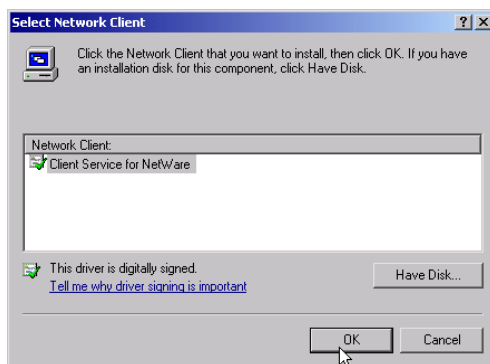 Select Network Client
Click the Network Client that you want to install, then click OK. If you have
an installation disk for this component, click Have Disk.
Network Client:
Client Service for NetWare
This driver is digitally signed.
Tell me why driver signing is important
Have Disk...
OK
Cancel